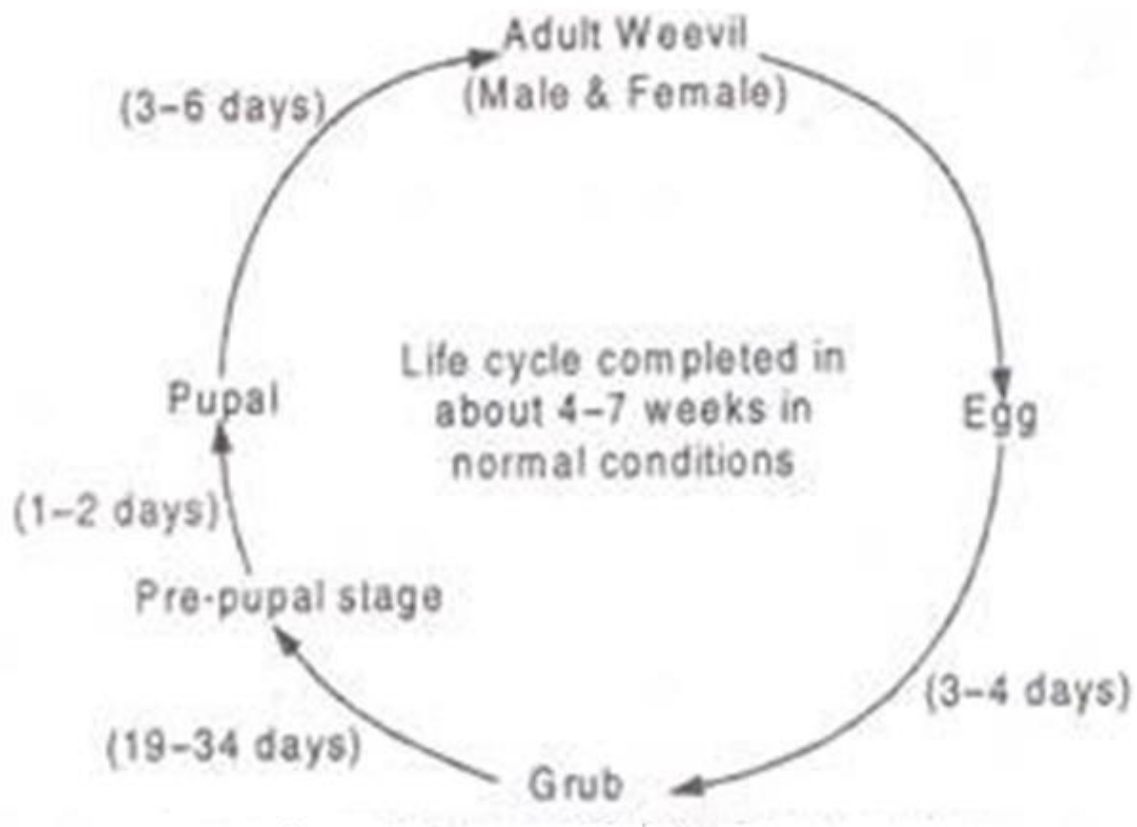 Adult Weevil
(Male & Female)
(3–6 days)
Life cycle completed in
about 4–7 weeks in
normal conditions
Pupal
Egg
(1–2 days)
Pre-pupal stage
(3–4 days)
(19–34 days)
Grub